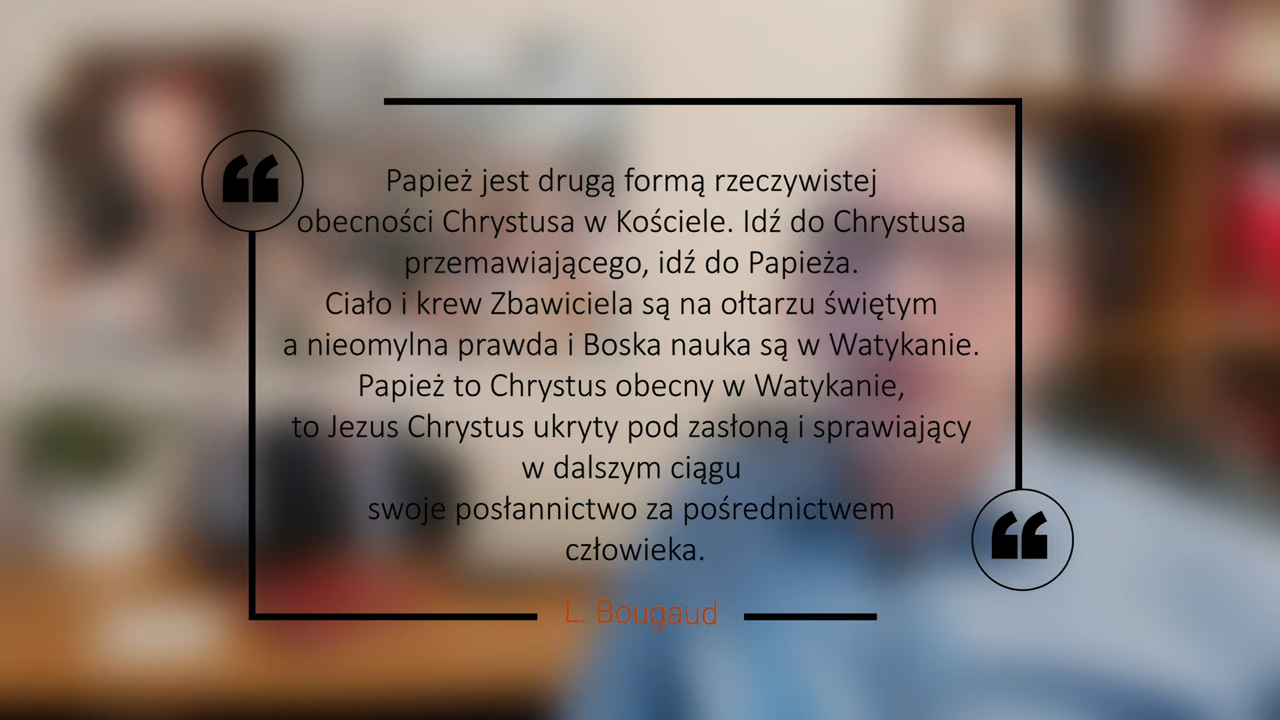 Papież jest drugą formą rzeczywistej
obecności Chrystusa w Kościele. Idź do Chrystusa
przemawiającego, idź do Papieża.
Ciało i krew Zbawiciela są na ołtarzu świętym
a nieomylna prawda i Boska nauka są w Watykanie.
Papież to Chrystus obecny w Watykanie,
to Jezus Chrystus ukryty pod zasłoną i sprawiający
w dalszym ciągu
swoje posłannictwo za pośrednictwem
człowieka.
L. Bougaud